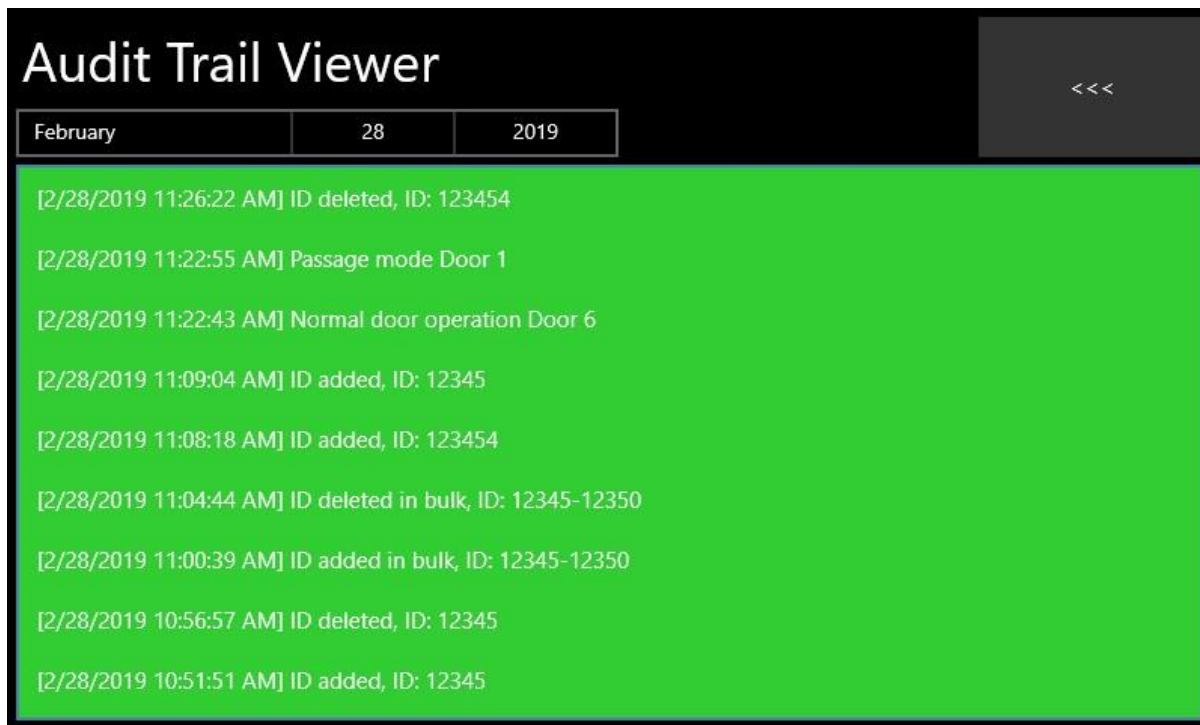 Audit Trail Viewer
<<<
February 28 2019
[2/28/2019 11:26:22 AM] ID deleted, ID: 123454
[2/28/2019 11:22:55 AM] Passage mode Door 1
[2/28/2019 11:22:43 AM] Normal door operation Door 6
[2/28/2019 11:09:04 AM] ID added, ID: 12345
[2/28/2019 11:08:18 AM] ID added, ID: 123454
[2/28/2019 11:04:44 AM] ID deleted in bulk, ID: 12345-12350
[2/28/2019 11:00:39 AM] ID added in bulk, ID: 12345-12350
[2/28/2019 10:56:57 AM] ID deleted, ID: 12345
[2/28/2019 10:51:51 AM] ID added, ID: 12345